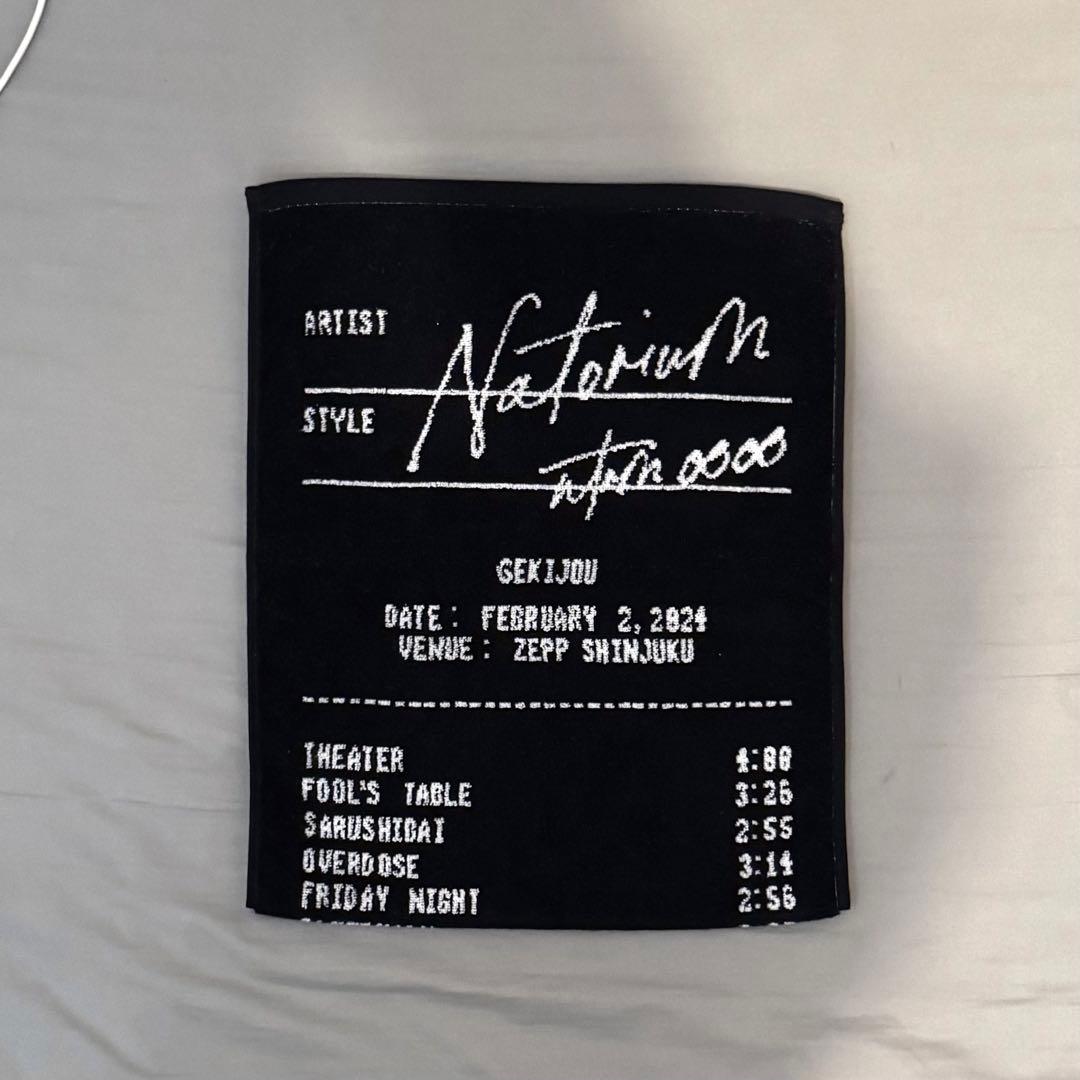 ARTIST
Natorium
STYLE
GEKIJOU
DATE: FEBRUARY 2, 2024
VENUE: ZEPP SHINJUKU
THEATER 4:00
FOOL'S TABLE 3:26
SARUSHIBAI 2:55
OVERDOSE 3:14
FRIDAY NIGHT 2:56